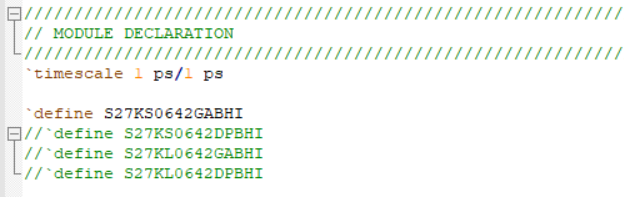 ////////////////////////////////////////////////////////////
// MODULE DECLARATION
////////////////////////////////////////////////////////////
`timescale 1 ps/1 ps
`define S27KS0642GABHI
//`define S27KS0642DPBHI
//`define S27KL0642GABHI
//`define S27KL0642DPBHI